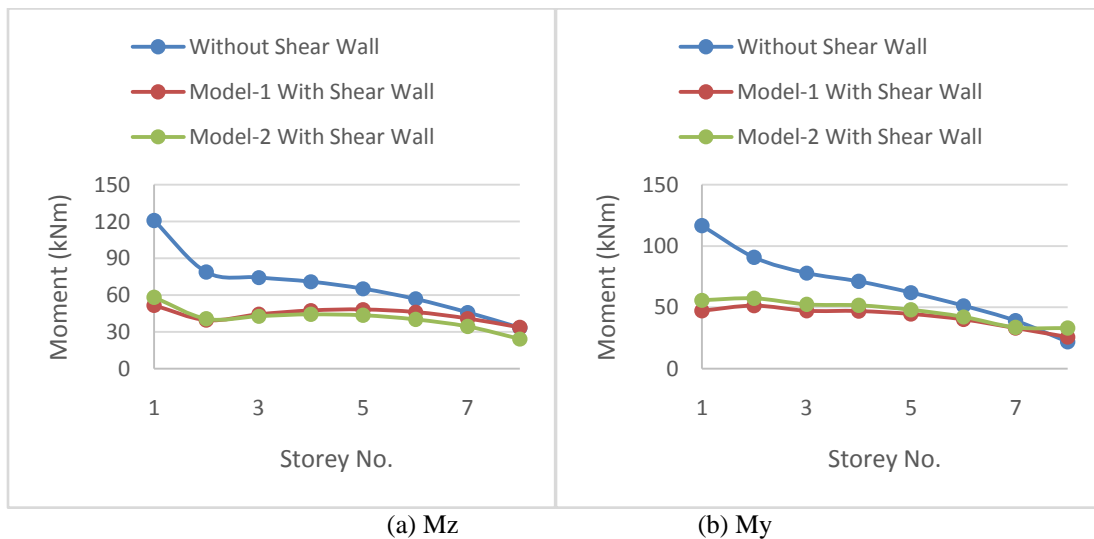 Without Shear Wall
Model-1 With Shear Wall
Model-2 With Shear Wall
150
120
90
60
30
0
Moment (kNm)
1 3 5 7
Storey No.
Without Shear Wall
Model-1 With Shear Wall
Model-2 With Shear Wall
150
100
50
0
Moment (kNm)
1 3 5 7
Storey No.
(a) Mz
(b) My